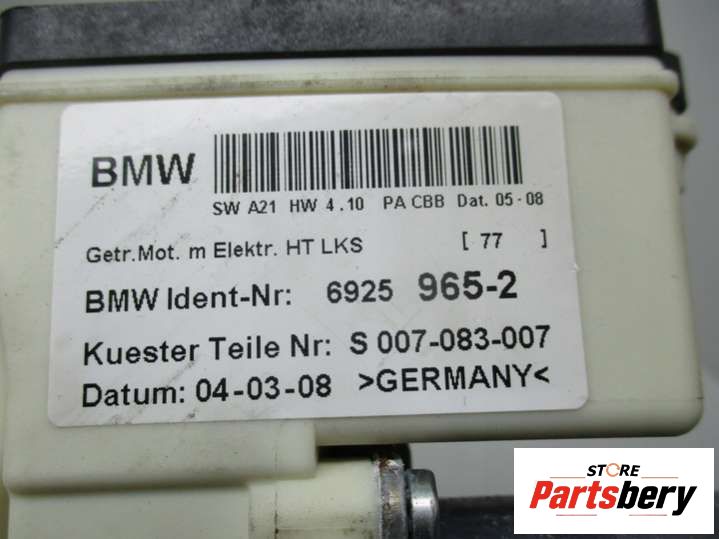 BMW
SW A21 HW 4.10 PA CBB Dat. 05-08
Getr.Mot. m Elektr. HT LKS [ 77 ]
BMW Ident-Nr: 6925 965-2
Kuester Teile Nr: S 007-083-007
Datum: 04-03-08 >GERMANY<
STORE
Partsbery